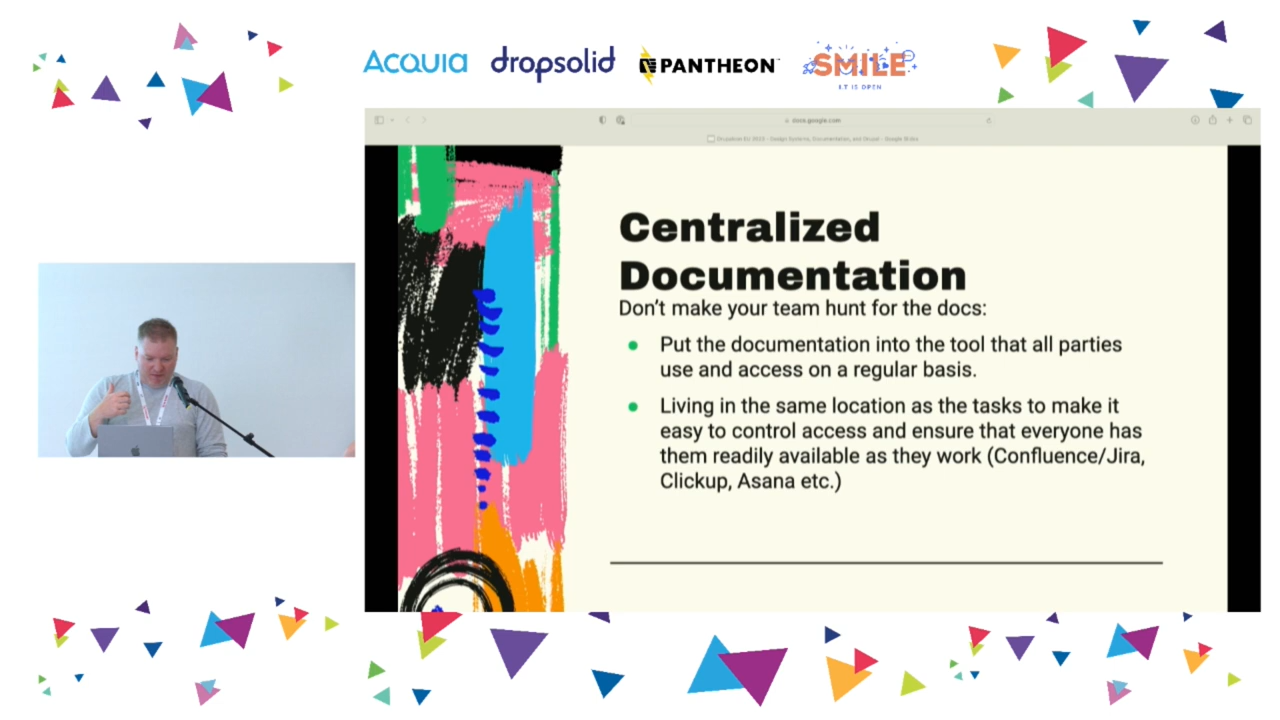 ACQUIA dropsolid PANTHEON SMILE
I.T IS OPEN
docs.google.com
Drupalcon EU 2023 - Design Systems, Documentation, and Drupal - Google Slides
Centralized
Documentation
Don't make your team hunt for the docs:
Put the documentation into the tool that all parties
use and access on a regular basis.
Living in the same location as the tasks to make it
easy to control access and ensure that everyone has
them readily available as they work (Confluence/Jira,
Clickup, Asana etc.)